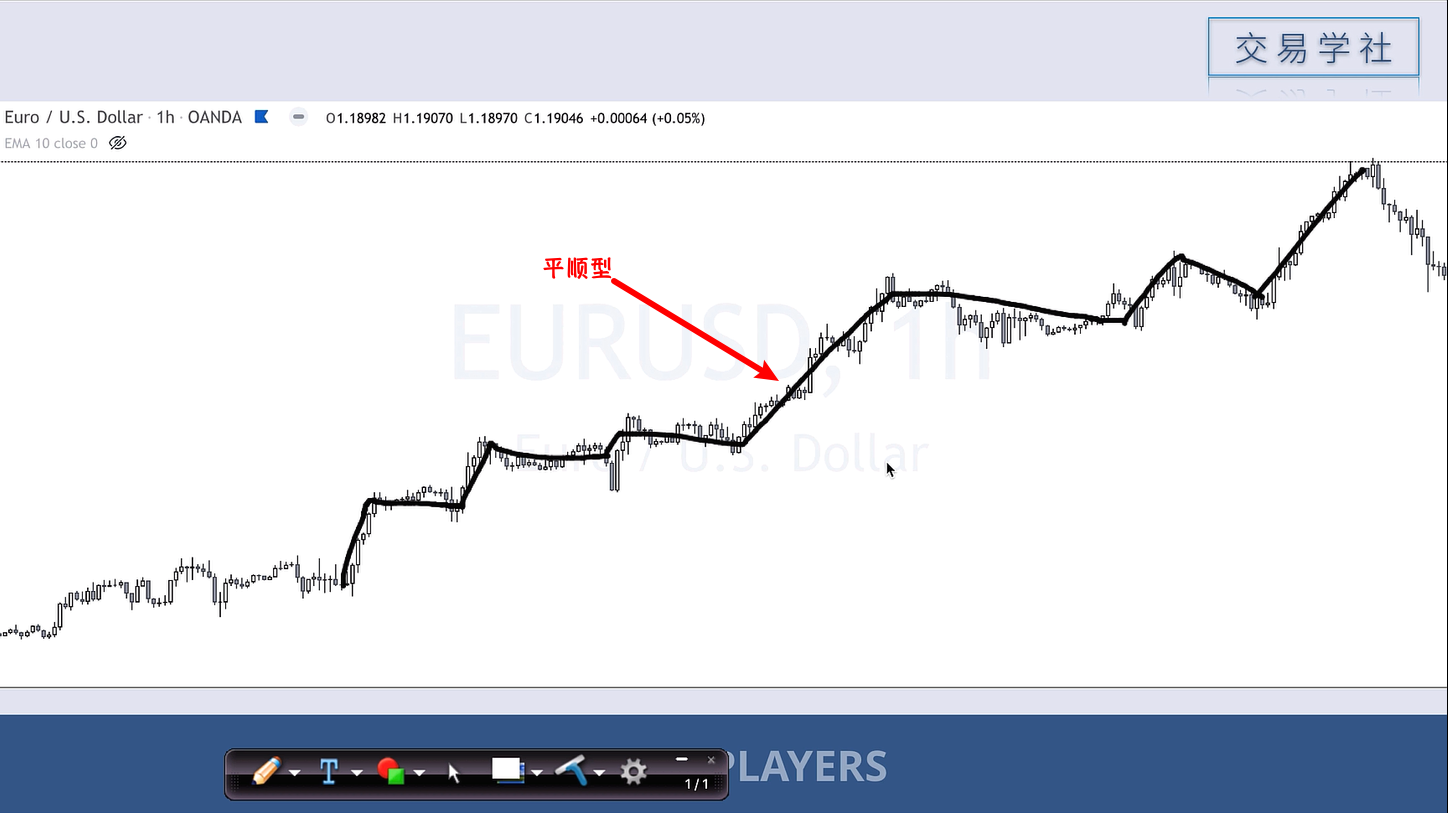 交易学社
Euro / U.S. Dollar · 1h · OANDA O1.18982 H1.19070 L1.18970 C1.19046 +0.00064 (+0.05%)
EMA 10 close 0
平顺型
EURUSD, 1h
Euro / U.S. Dollar
T
1/1
PLAYERS